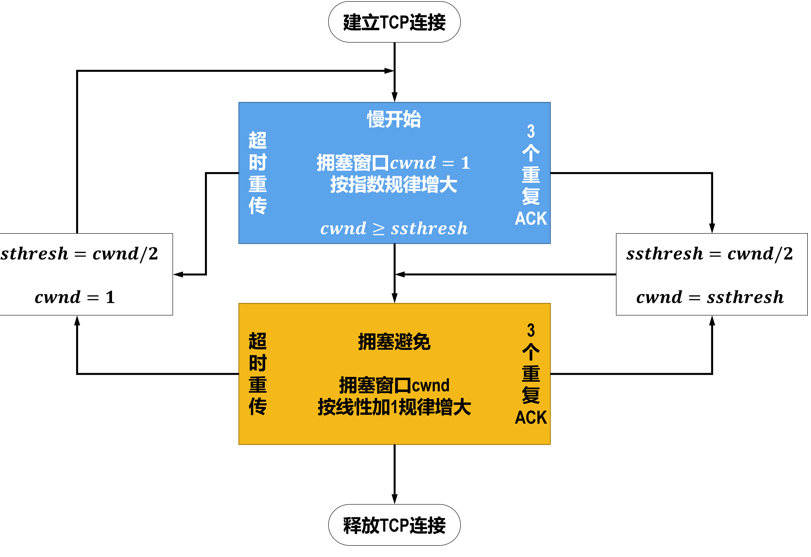 建立TCP连接
慢开始
超时重传
拥塞窗口cwnd = 1
按指数规律增大
cwnd ≥ ssthresh
3个重复ACK
sthresh = cwnd/2
cwnd = 1
ssthresh = cwnd/2
cwnd = ssthresh
超时重传
拥塞避免
拥塞窗口cwnd
按线性加1规律增大
3个重复ACK
释放TCP连接